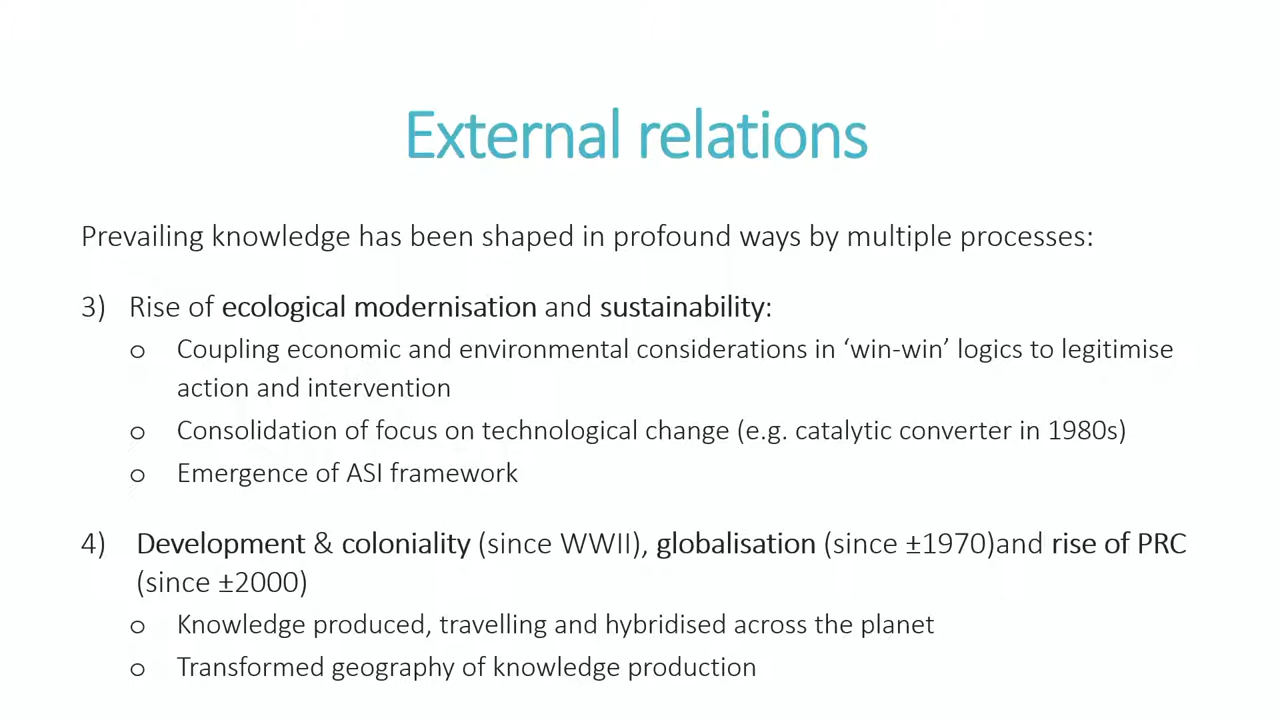 External relations
Prevailing knowledge has been shaped in profound ways by multiple processes:
3) Rise of ecological modernisation and sustainability:
o Coupling economic and environmental considerations in ‘win-win’ logics to legitimise
action and intervention
o Consolidation of focus on technological change (e.g. catalytic converter in 1980s)
o Emergence of ASI framework
4) Development & coloniality (since WWII), globalisation (since ±1970)and rise of PRC
(since ±2000)
o Knowledge produced, travelling and hybridised across the planet
o Transformed geography of knowledge production